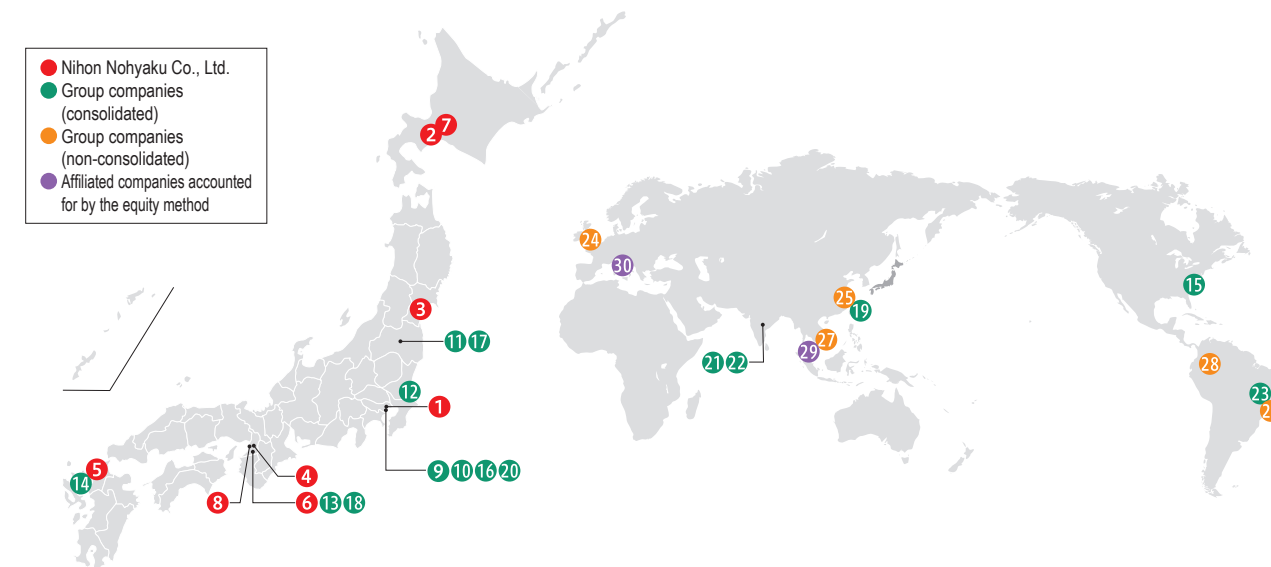 Nihon Nohyaku Co., Ltd.
Group companies
(consolidated)
Group companies
(non-consolidated)
Affiliated companies accounted
for by the equity method
2 7
3
11 17
12
1
9 10 16 20
5
14
4
8
6 13 18
24
30
25
19
27
29
21 22
15
28
23